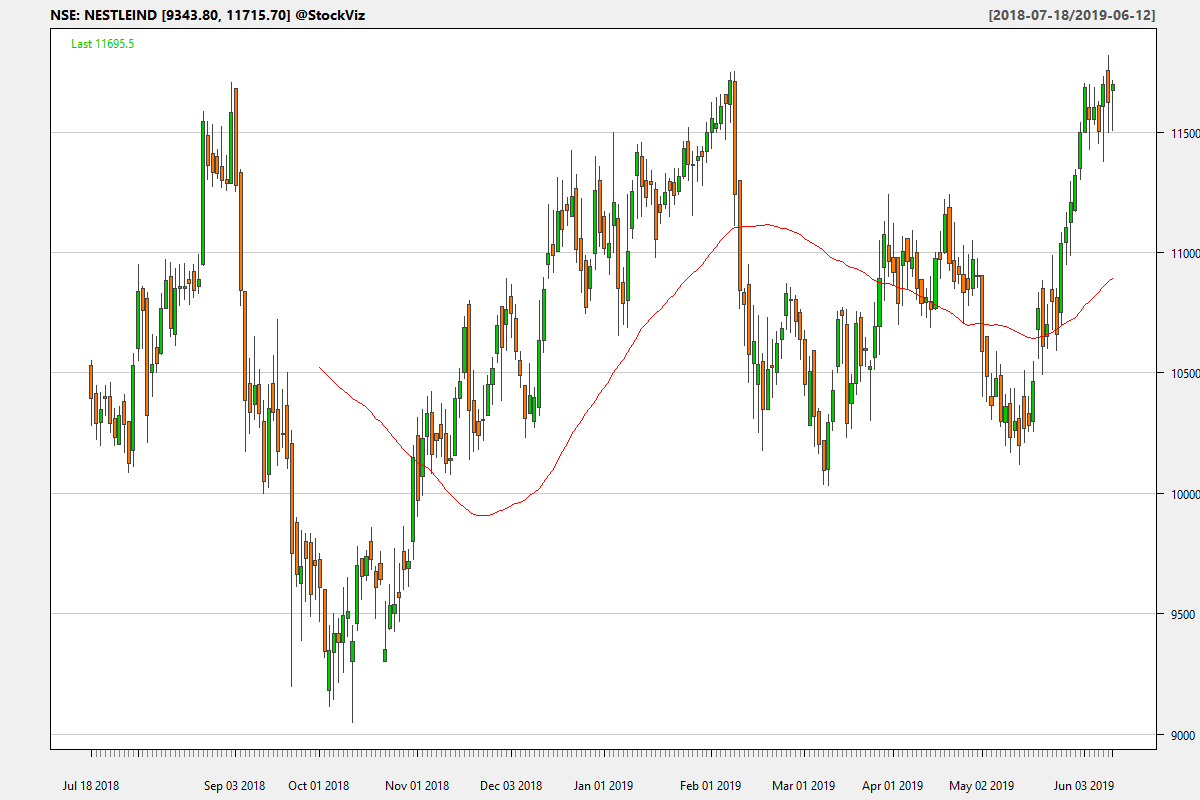 NSE: NESTLEIND [9343.80, 11715.70] @StockViz
[2018-07-18/2019-06-12]
Last 11695.5
11500
11000
10500
10000
9500
9000
Jul 18 2018
Sep 03 2018
Oct 01 2018
Nov 01 2018
Dec 03 2018
Jan 01 2019
Feb 01 2019
Mar 01 2019
Apr 01 2019
May 02 2019
Jun 03 2019